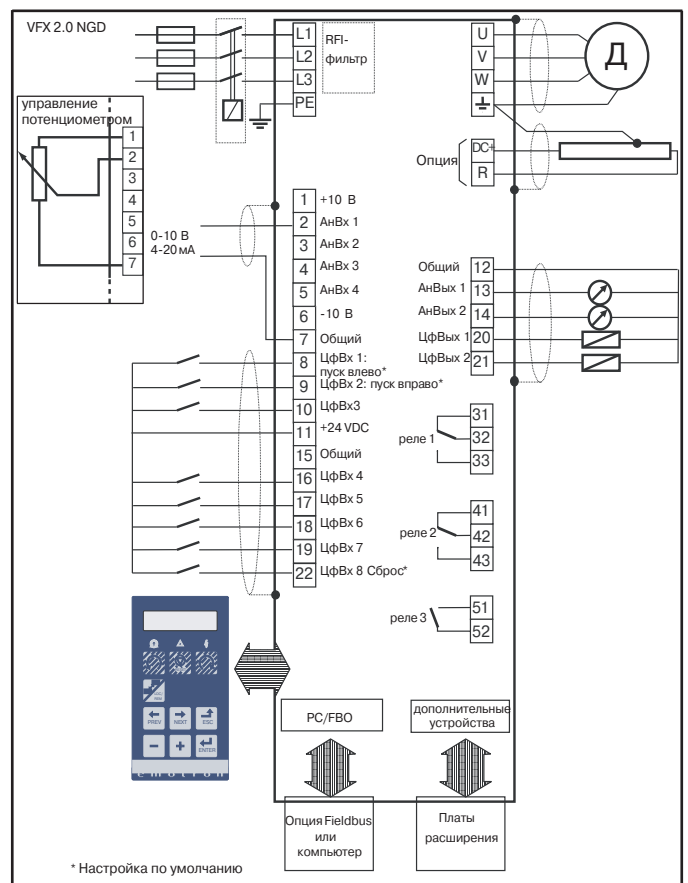 VFX 2.0 NGD
L1
L2
L3
PE
RFI-
фильтр
U
V
W
Д
управление
потенциометром
1
2
3
4
5
6
7
0-10 В
4-20 мА
Опция
DC+
R
1 +10 В
2 АнВх 1
3 АнВх 2
4 АнВх 3
5 АнВх 4
6 -10 В
7 Общий
8 ЦфВх 1:
пуск влево*
9 ЦфВх 2: пуск вправо*
10 ЦфВх3
11 +24 VDC
15 Общий
16 ЦфВх 4
17 ЦфВх 5
18 ЦфВх 6
19 ЦфВх 7
22 ЦфВх 8 Сброс*
Общий 12
АнВых 1 13
АнВых 2 14
ЦфВых 1 20
ЦфВых 2 21
реле 1
31
32
33
реле 2
41
42
43
реле 3
51
52
PREV
NEXT
ESC
ENTER
emotron
PC/FBO
дополнительные
устройства
Опция Fieldbus
или
компьютер
Платы
расширения
* Настройка по умолчанию